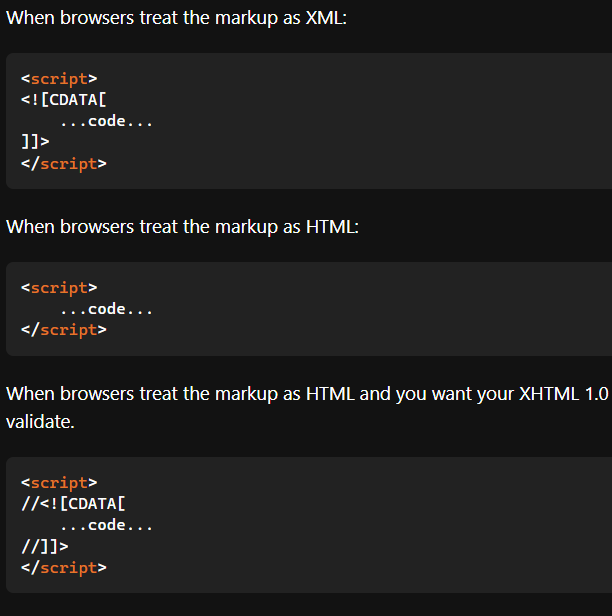 When browsers treat the markup as XML:
<script>
<![CDATA[
    ...code...
]]>
</script>
When browsers treat the markup as HTML:
<script>
    ...code...
</script>
When browsers treat the markup as HTML and you want your XHTML 1.0
validate.
<script>
//<![CDATA[
    ...code...
//]]>
</script>